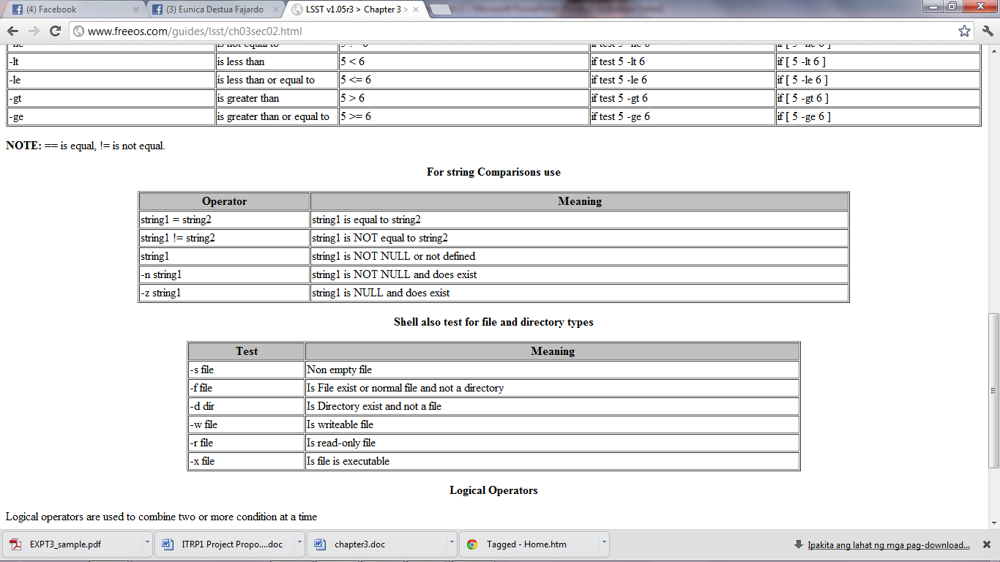 (4) Facebook
(3) Eunica Destua Fajardo
LSST v1.05r3 > Chapter 3 >
www.freeos.com/guides/lsst/ch03sec02.html
-ne is not equal to 5 != 6 if test 5 -ne 6 if [ 5 -ne 6 ]
-lt is less than 5 < 6 if test 5 -lt 6 if [ 5 -lt 6 ]
-le is less than or equal to 5 <= 6 if test 5 -le 6 if [ 5 -le 6 ]
-gt is greater than 5 > 6 if test 5 -gt 6 if [ 5 -gt 6 ]
-ge is greater than or equal to 5 >= 6 if test 5 -ge 6 if [ 5 -ge 6 ]
NOTE: == is equal, != is not equal.
For string Comparisons use
Operator Meaning
string1 = string2 string1 is equal to string2
string1 != string2 string1 is NOT equal to string2
string1 string1 is NOT NULL or not defined
-n string1 string1 is NOT NULL and does exist
-z string1 string1 is NULL and does exist
Shell also test for file and directory types
Test Meaning
-s file Non empty file
-f file Is File exist or normal file and not a directory
-d dir Is Directory exist and not a file
-w file Is writeable file
-r file Is read-only file
-x file Is file is executable
Logical Operators
Logical operators are used to combine two or more condition at a time
EXPT3_sample.pdf
ITRP1 Project Propo....doc
chapter3.doc
Tagged - Home.htm
Ipakita ang lahat ng mga pag-download...